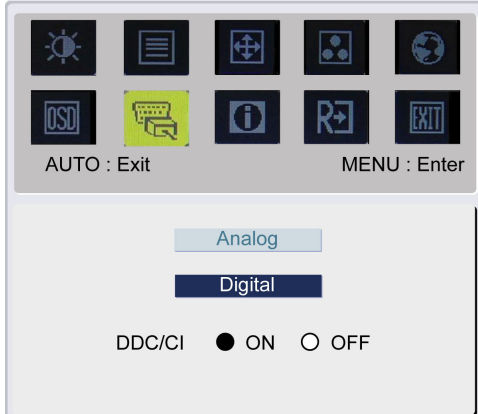 OSD R EXIT
AUTO : Exit MENU : Enter
Analog
Digital
DDC/CI ON OFF